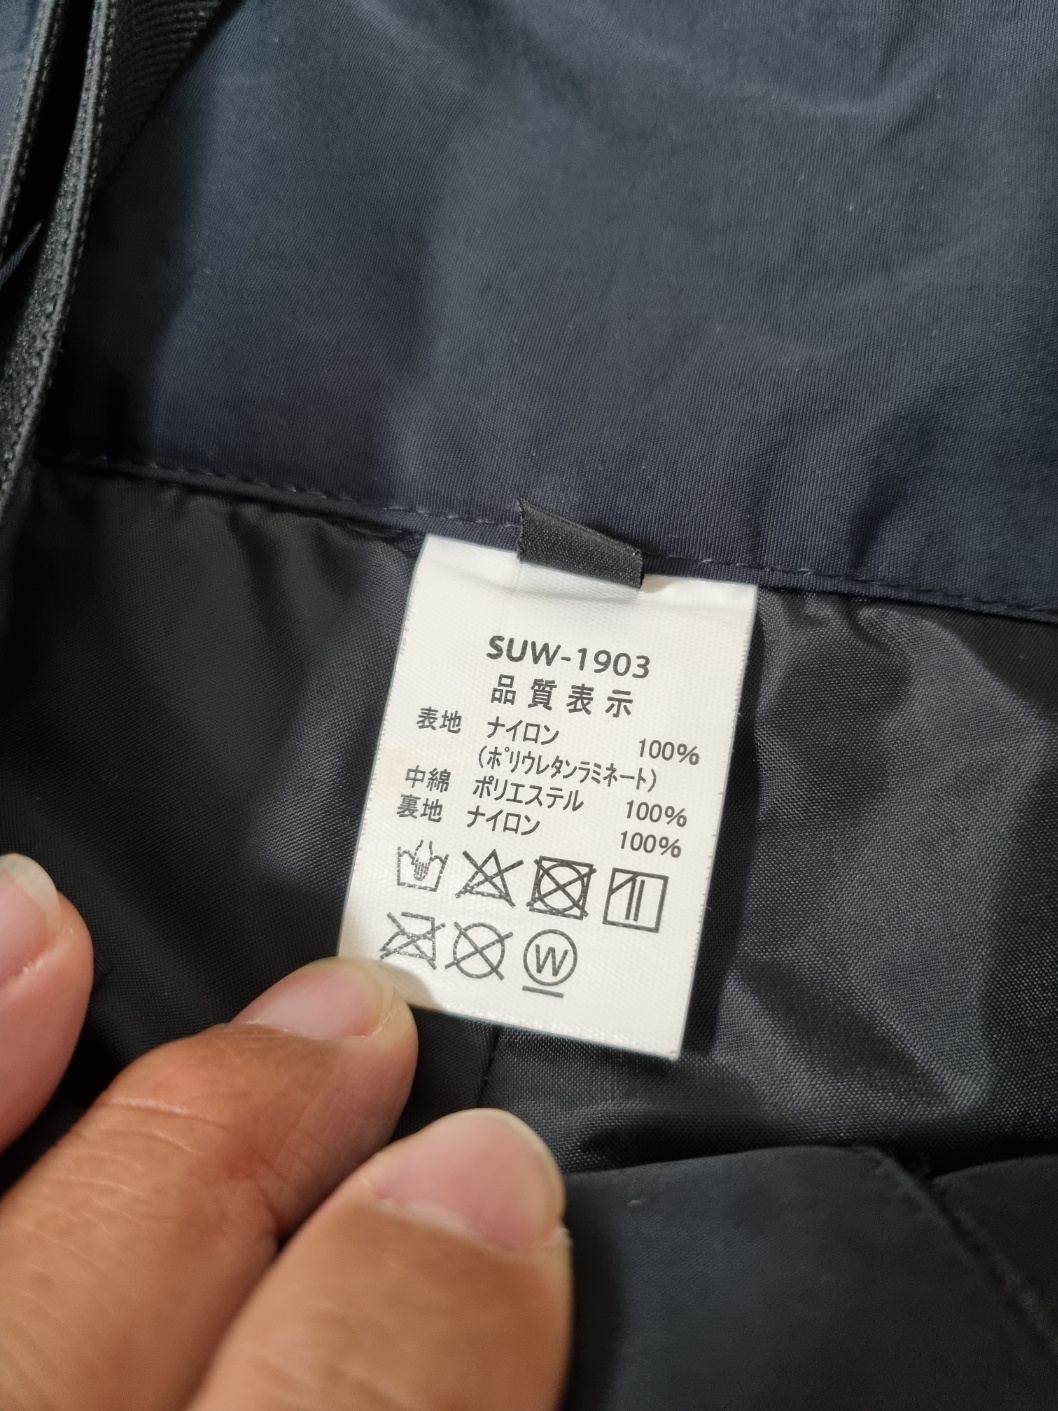 SUW-1903
品質表示
表地 ナイロン 100%
(ポリウレタンラミネート)
中綿 ポリエステル 100%
裏地 ナイロン 100%
W